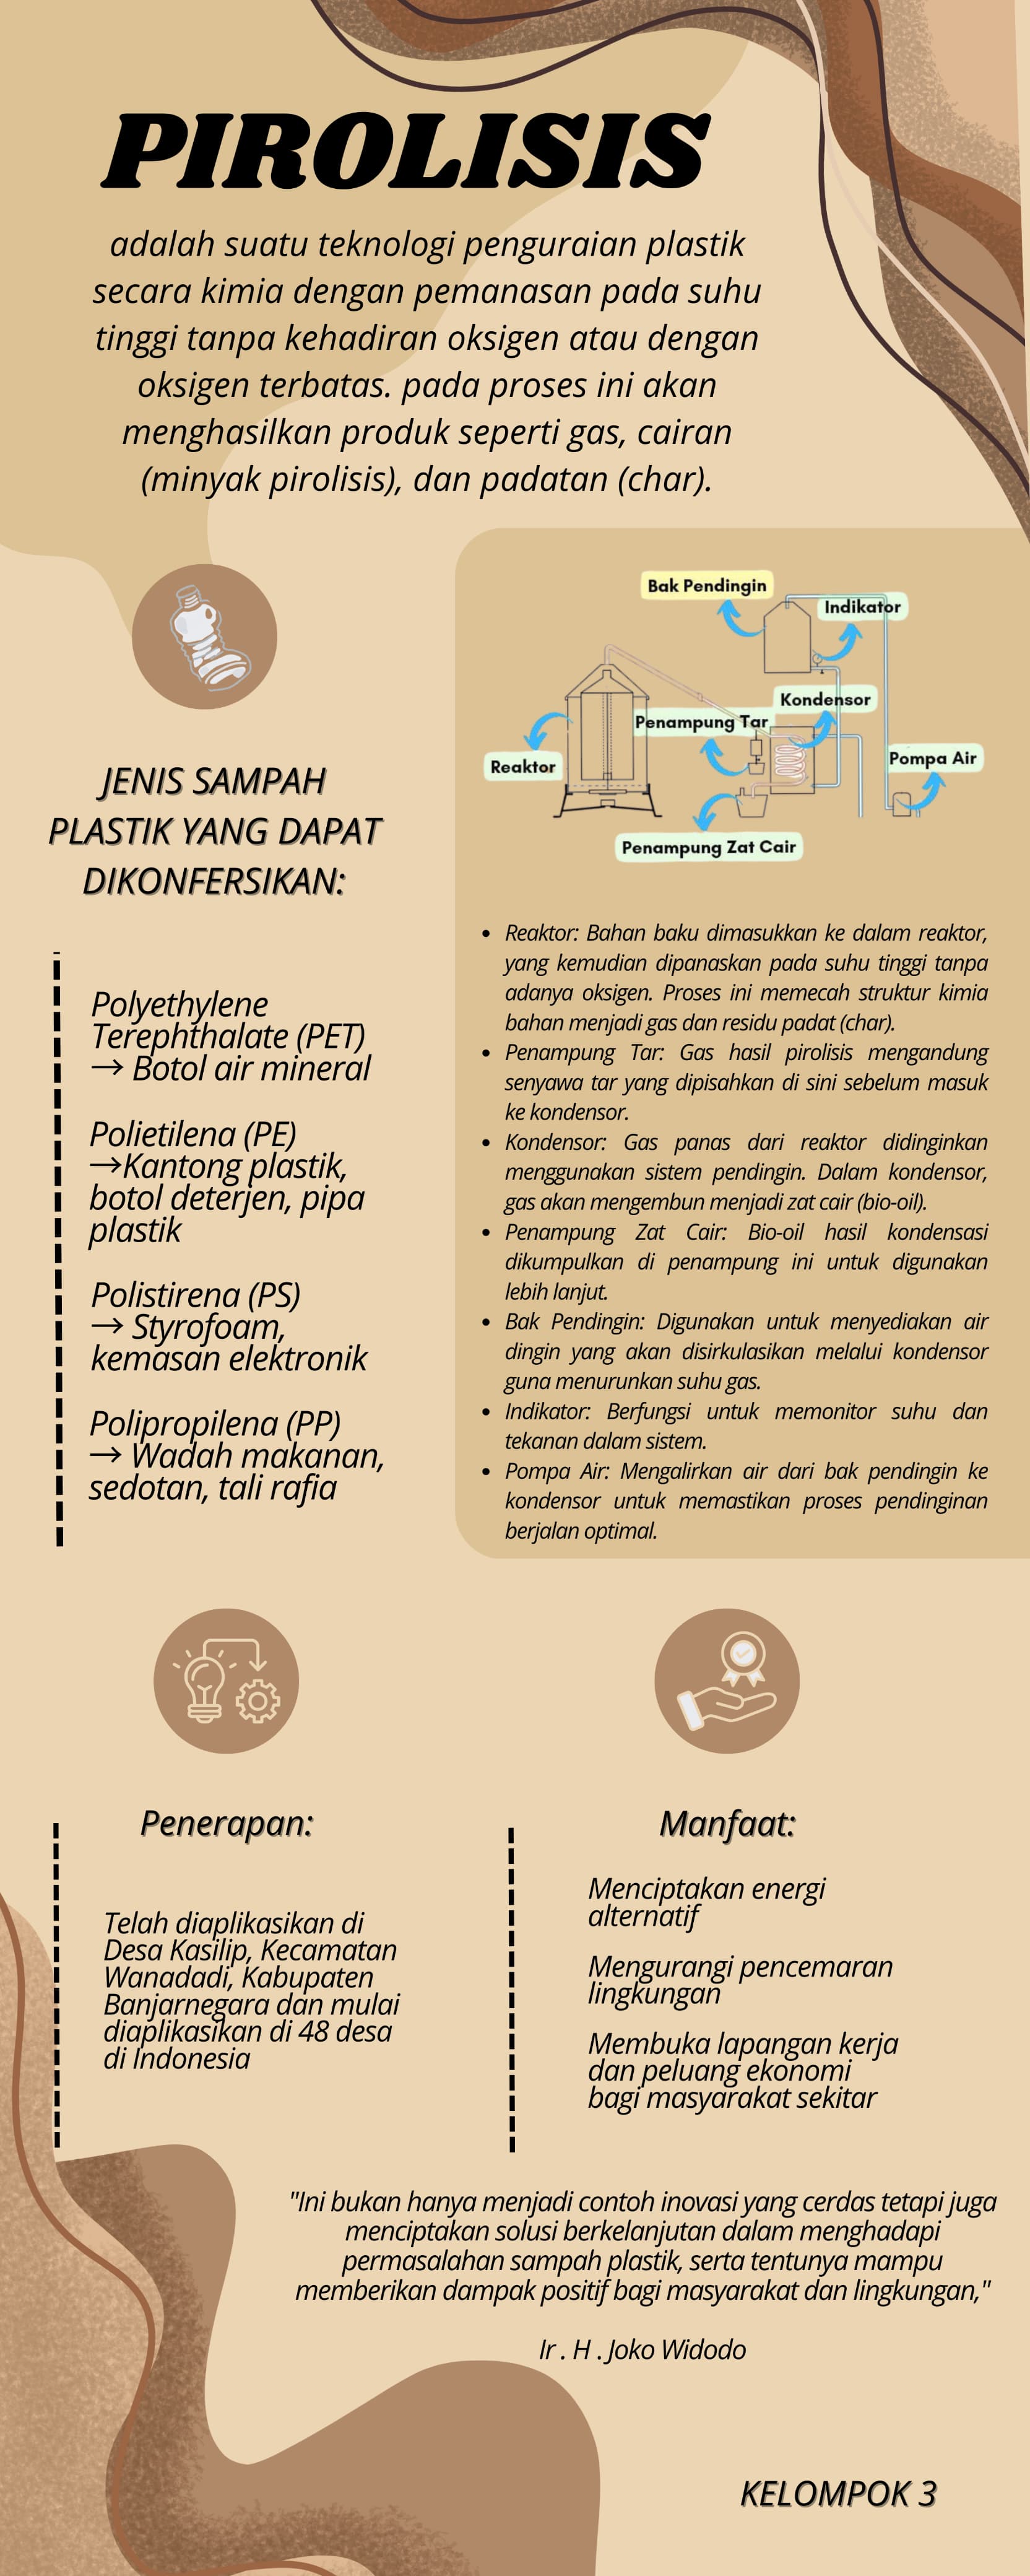 PIROLISIS
adalah suatu teknologi penguraian plastik
secara kimia dengan pemanasan pada suhu
tinggi tanpa kehadiran oksigen atau dengan
oksigen terbatas. pada proses ini akan
menghasilkan produk seperti gas, cairan
(minyak pirolisis), dan padatan (char).
JENIS SAMPAH
PLASTIK YANG DAPAT
DIKONFERSIKAN:
Polyethylene
Terephthalate (PET)
→ Botol air mineral
Polietilena (PE)
→Kantong plastik,
botol deterjen, pipa
plastik
Polistirena (PS)
→ Styrofoam,
kemasan elektronik
Polipropilena (PP)
→ Wadah makanan,
sedotan, tali rafia
Bak Pendingin
Indikator
Kondensor
Penampung Tar
Reaktor
Pompa Air
Penampung Zat Cair
• Reaktor: Bahan baku dimasukkan ke dalam reaktor,
yang kemudian dipanaskan pada suhu tinggi tanpa
adanya oksigen. Proses ini memecah struktur kimia
bahan menjadi gas dan residu padat (char).
• Penampung Tar: Gas hasil pirolisis mengandung
senyawa tar yang dipisahkan di sini sebelum masuk
ke kondensor.
• Kondensor: Gas panas dari reaktor didinginkan
menggunakan sistem pendingin. Dalam kondensor,
gas akan mengembun menjadi zat cair (bio-oil).
• Penampung Zat Cair: Bio-oil hasil kondensasi
dikumpulkan di penampung ini untuk digunakan
lebih lanjut.
• Bak Pendingin: Digunakan untuk menyediakan air
dingin yang akan disirkulasikan melalui kondensor
guna menurunkan suhu gas.
• Indikator: Berfungsi untuk memonitor suhu dan
tekanan dalam sistem.
• Pompa Air: Mengalirkan air dari bak pendingin ke
kondensor untuk memastikan proses pendinginan
berjalan optimal.
Penerapan:
Telah diaplikasikan di
Desa Kasilip, Kecamatan
Wanadadi, Kabupaten
Banjarnegara dan mulai
diaplikasikan di 48 desa
di Indonesia
Manfaat:
Menciptakan energi
alternatif
Mengurangi pencemaran
lingkungan
Membuka lapangan kerja
dan peluang ekonomi
bagi masyarakat sekitar
"Ini bukan hanya menjadi contoh inovasi yang cerdas tetapi juga
menciptakan solusi berkelanjutan dalam menghadapi
permasalahan sampah plastik, serta tentunya mampu
memberikan dampak positif bagi masyarakat dan lingkungan,"
Ir . H . Joko Widodo
KELOMPOK 3